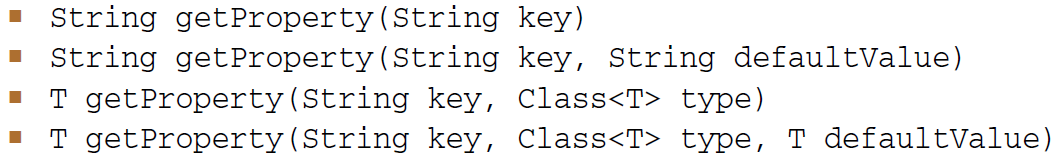 ▪ String getProperty(String key)
▪ String getProperty(String key, String defaultValue)
▪ T getProperty(String key, Class<T> type)
▪ T getProperty(String key, Class<T> type, T defaultValue)